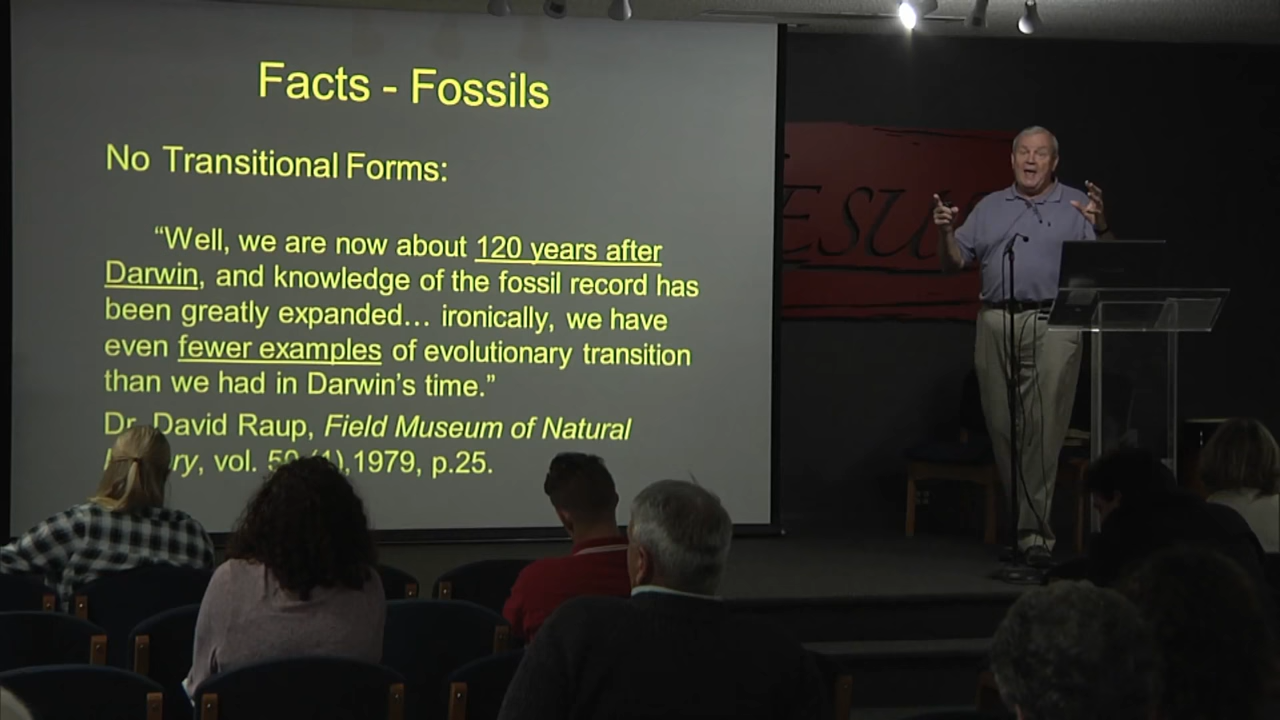 Facts - Fossils
No Transitional Forms:
“Well, we are now about 120 years after
Darwin, and knowledge of the fossil record has
been greatly expanded... ironically, we have
even fewer examples of evolutionary transition
than we had in Darwin’s time.”
Dr. David Raup, Field Museum of Natural
vol. (1),1979, p.25.
ESUS